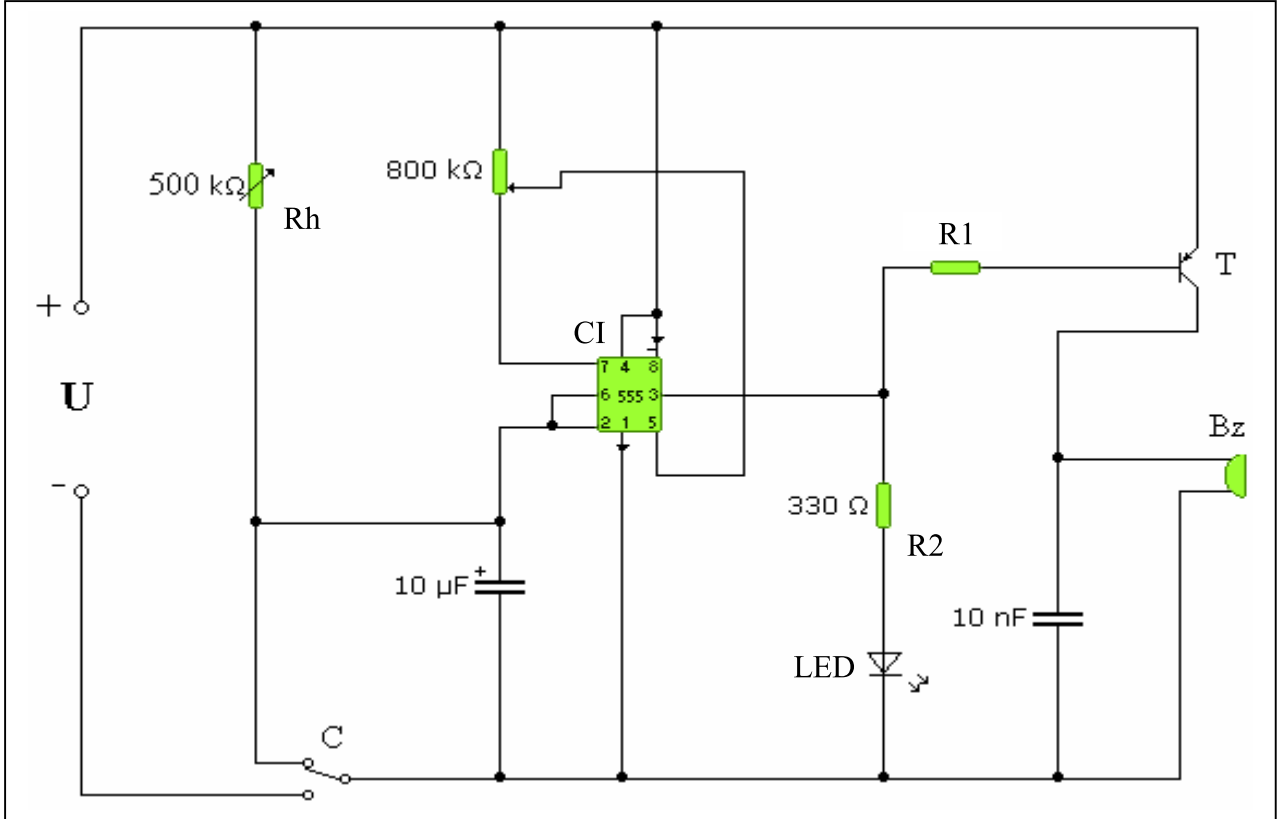 800 kΩ
500 kΩ
Rh
R1
T
+
CI
7 4 8
U
6 555 3
2 1 5
Bz
-
330 Ω
R2
+
10 µF
10 nF
LED
C